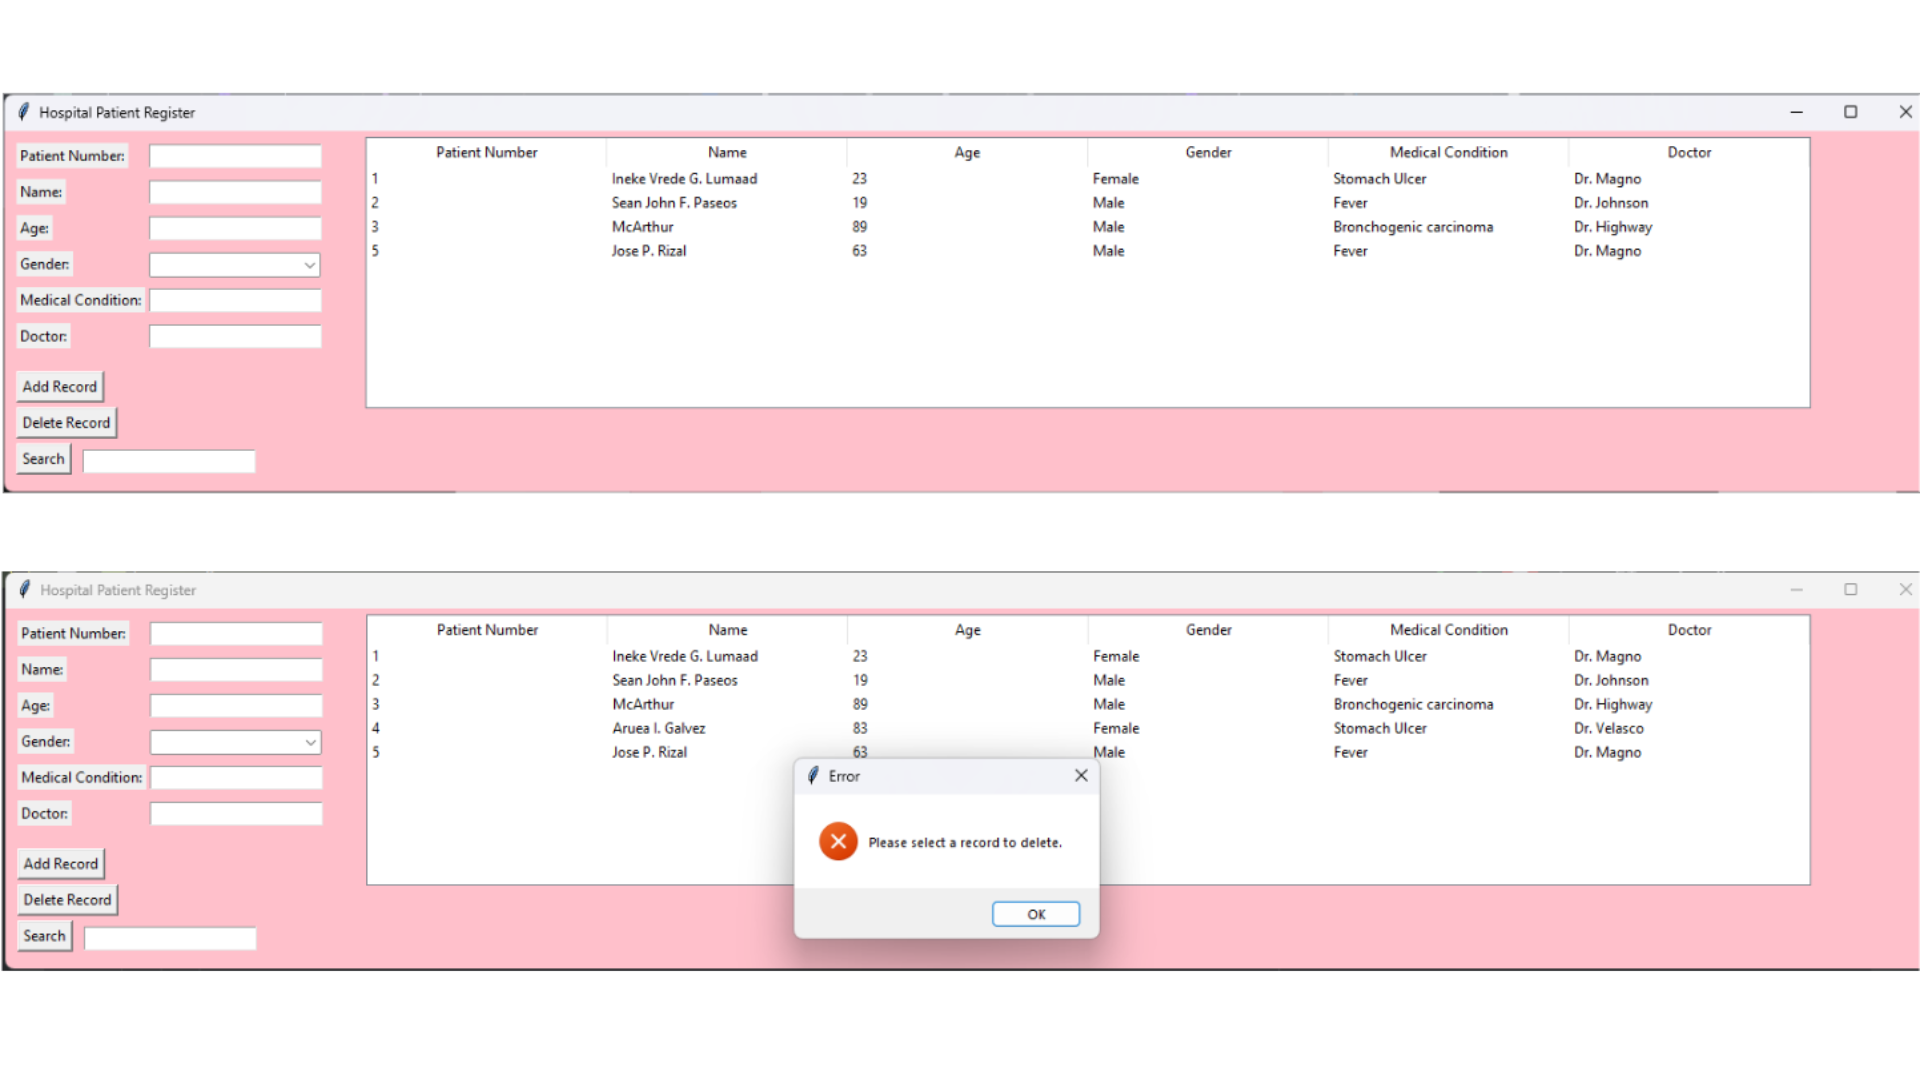 Hospital Patient Register
Patient Number:
Name:
Age:
Gender:
Medical Condition:
Doctor:
Add Record
Delete Record
Search
Patient Number Name Age Gender Medical Condition Doctor
1 Ineke Vrede G. Lumaad 23 Female Stomach Ulcer Dr. Magno
2 Sean John F. Paseos 19 Male Fever Dr. Johnson
3 McArthur 89 Male Bronchogenic carcinoma Dr. Highway
5 Jose P. Rizal 63 Male Fever Dr. Magno
Hospital Patient Register
Patient Number:
Name:
Age:
Gender:
Medical Condition:
Doctor:
Add Record
Delete Record
Search
Patient Number Name Age Gender Medical Condition Doctor
1 Ineke Vrede G. Lumaad 23 Female Stomach Ulcer Dr. Magno
2 Sean John F. Paseos 19 Male Fever Dr. Johnson
3 McArthur 89 Male Bronchogenic carcinoma Dr. Highway
4 Aruea I. Galvez 83 Female Stomach Ulcer Dr. Velasco
5 Jose P. Rizal 63 Male Fever Dr. Magno
Error
Please select a record to delete.
OK